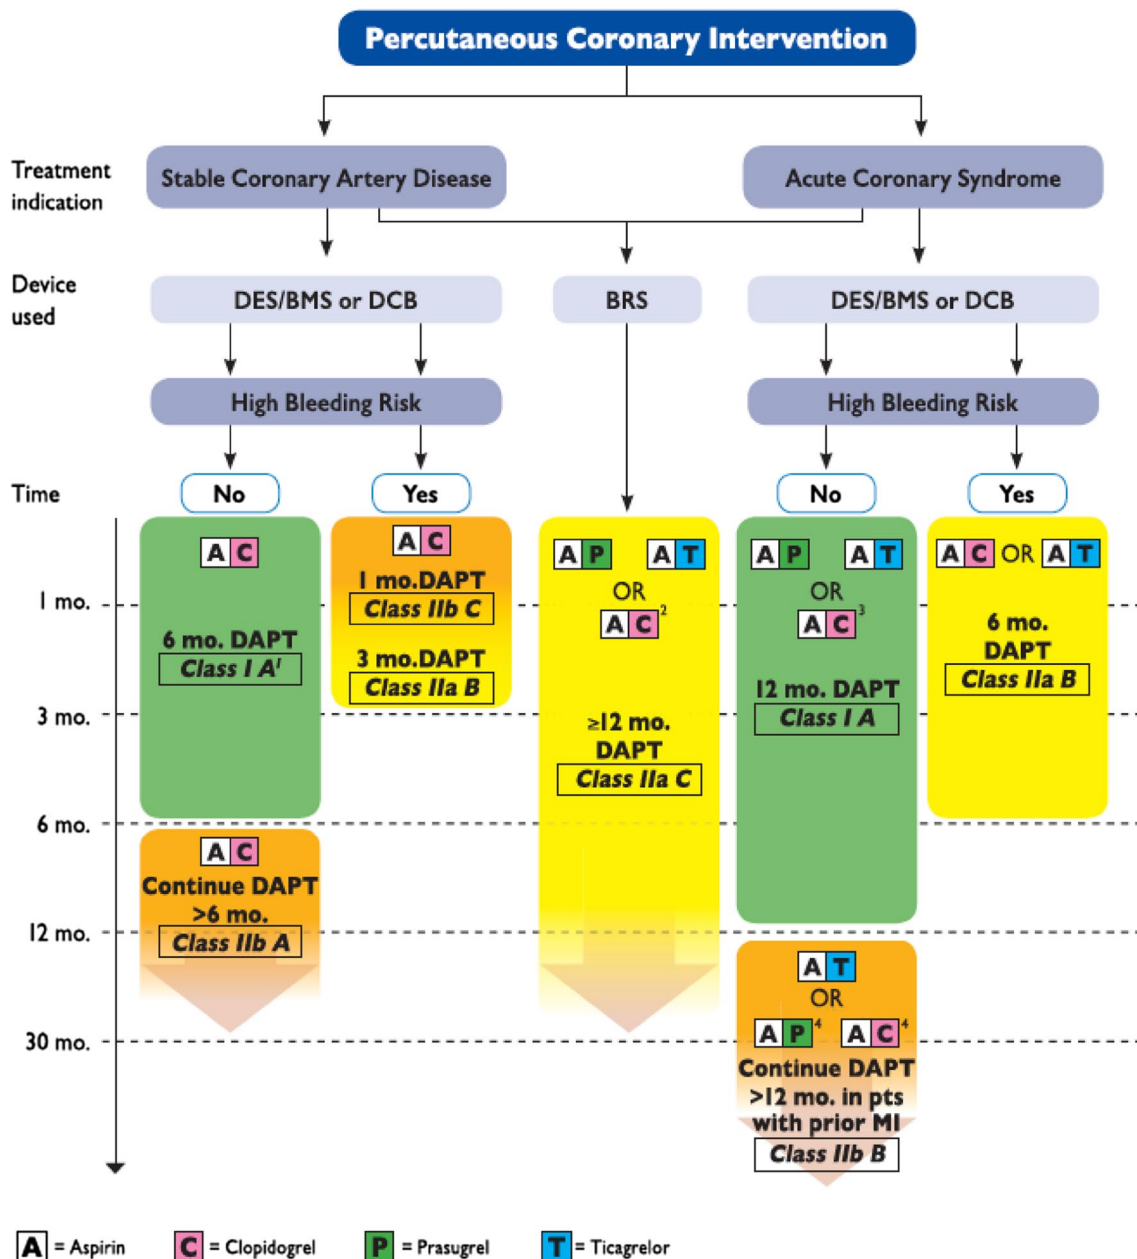 Percutaneous Coronary Intervention
Treatment
indication
Stable Coronary Artery Disease
Acute Coronary Syndrome
Device
used
DES/BMS or DCB
BRS
DES/BMS or DCB
High Bleeding Risk
High Bleeding Risk
Time
No
Yes
No
Yes
A C
6 mo. DAPT
Class I A1
A C
Continue DAPT
>6 mo.
Class IIb A
A C
1 mo.DAPT
Class IIb C
3 mo.DAPT
Class IIa B
A P A T
OR
A C 2
≥12 mo.
DAPT
Class IIa C
A P A T
OR
A C 3
12 mo. DAPT
Class I A
A T
OR
A P 4 A C 4
Continue DAPT
>12 mo. in pts
with prior MI
Class IIb B
A C OR A T
6 mo.
DAPT
Class IIa B
1 mo.
3 mo.
6 mo.
12 mo.
30 mo.
A = Aspirin C = Clopidogrel P = Prasugrel T = Ticagrelor